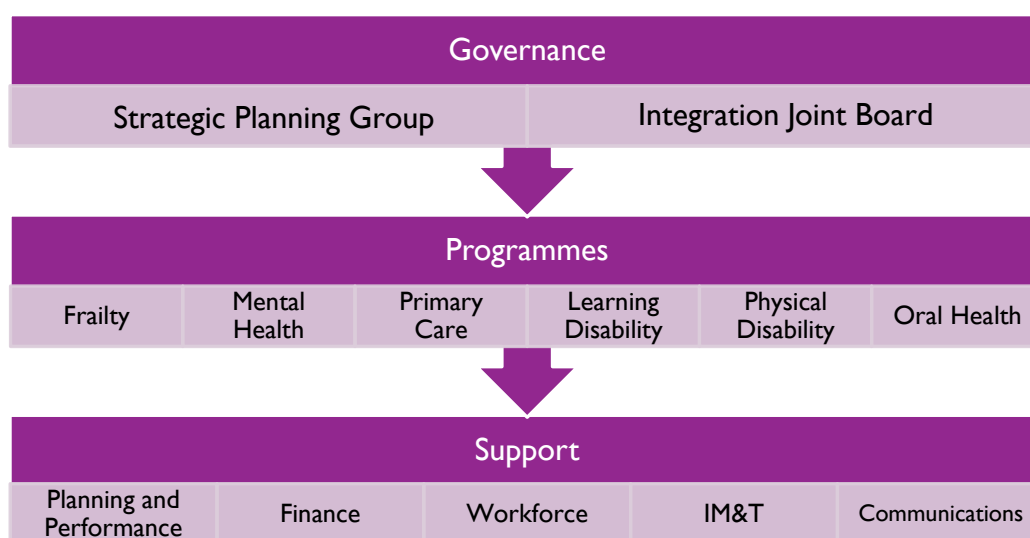 Governance
Strategic Planning Group
Integration Joint Board
Programmes
Frailty
Mental
Health
Primary
Care
Learning
Disability
Physical
Disability
Oral Health
Support
Planning and
Performance
Finance
Workforce
IM&T
Communications